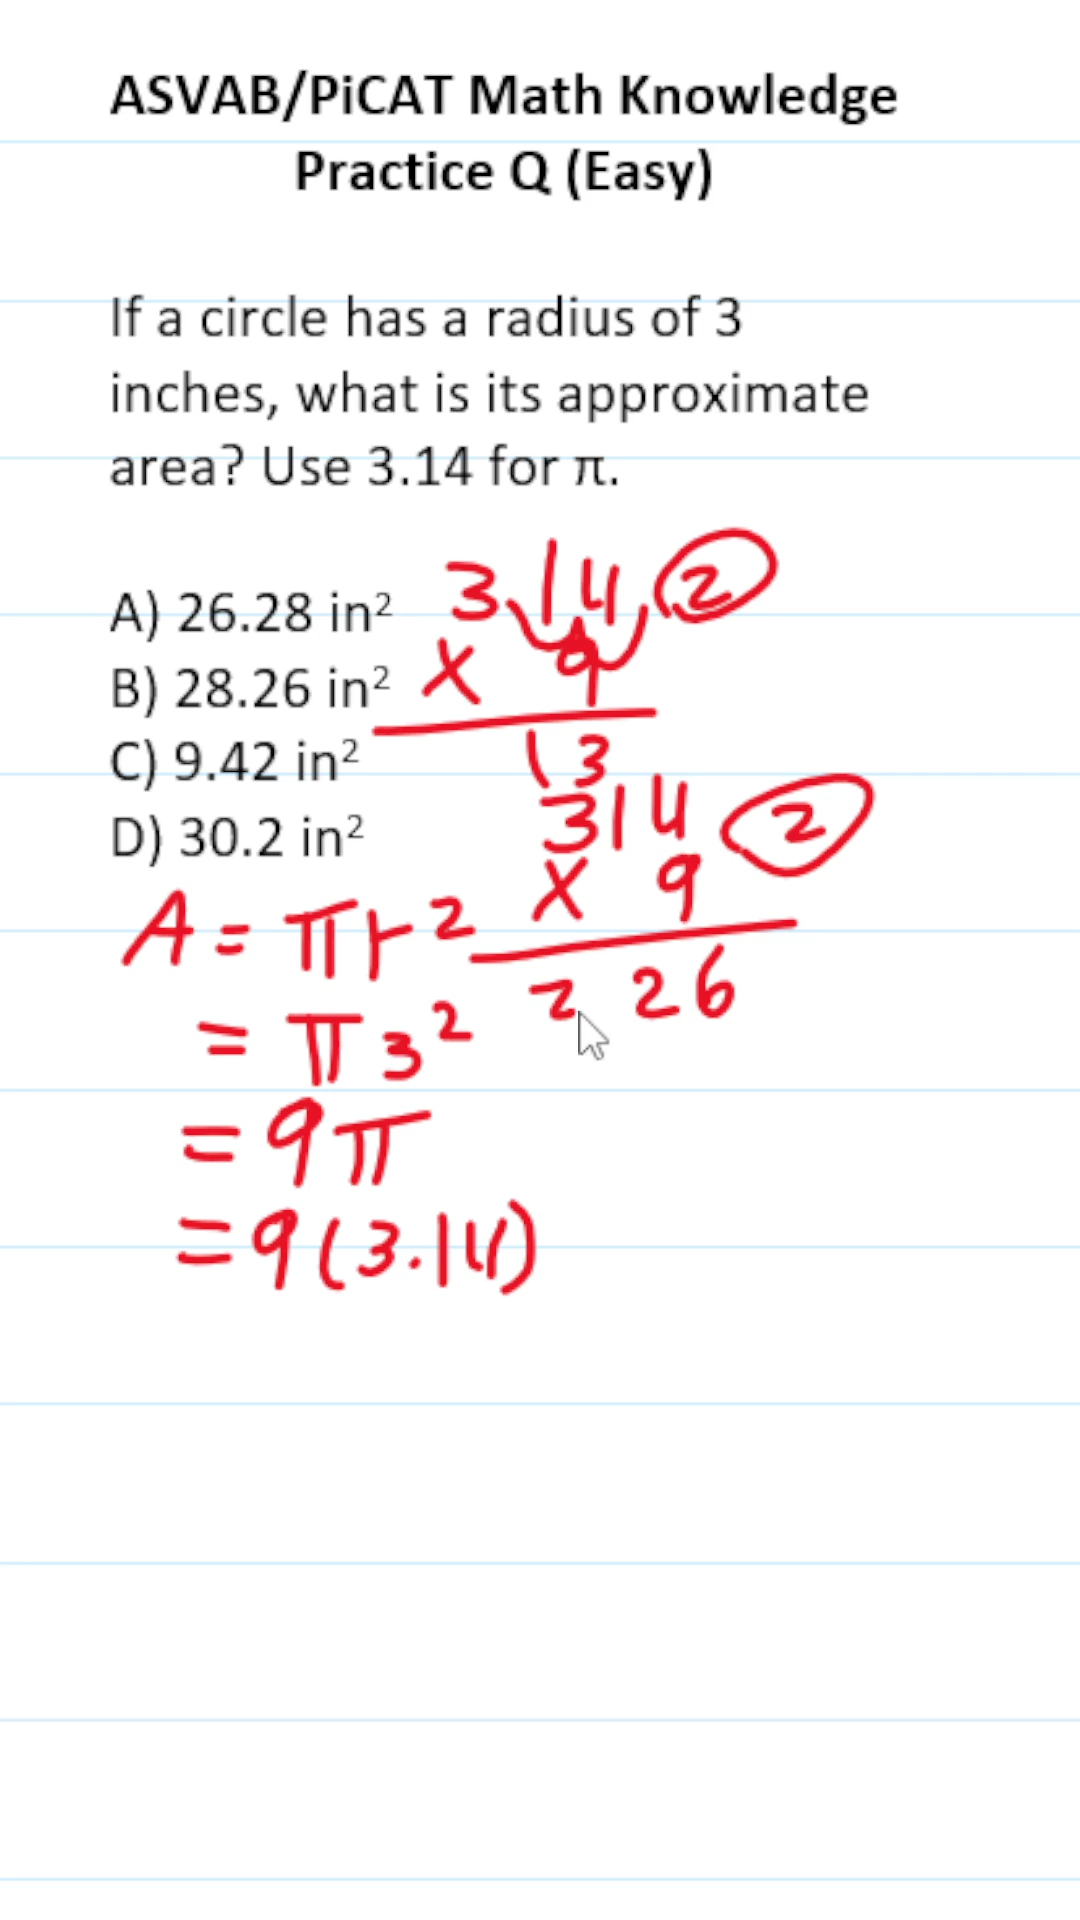 ASVAB/PiCAT Math Knowledge
Practice Q (Easy)
If a circle has a radius of 3
inches, what is its approximate
area? Use 3.14 for π.
A) 26.28 in²
B) 28.26 in²
C) 9.42 in²
D) 30.2 in²
3.14 2
x 9
1 3
314 2
x 9
2 26
A = πr²
= π3²
= 9π
= 9(3.14)